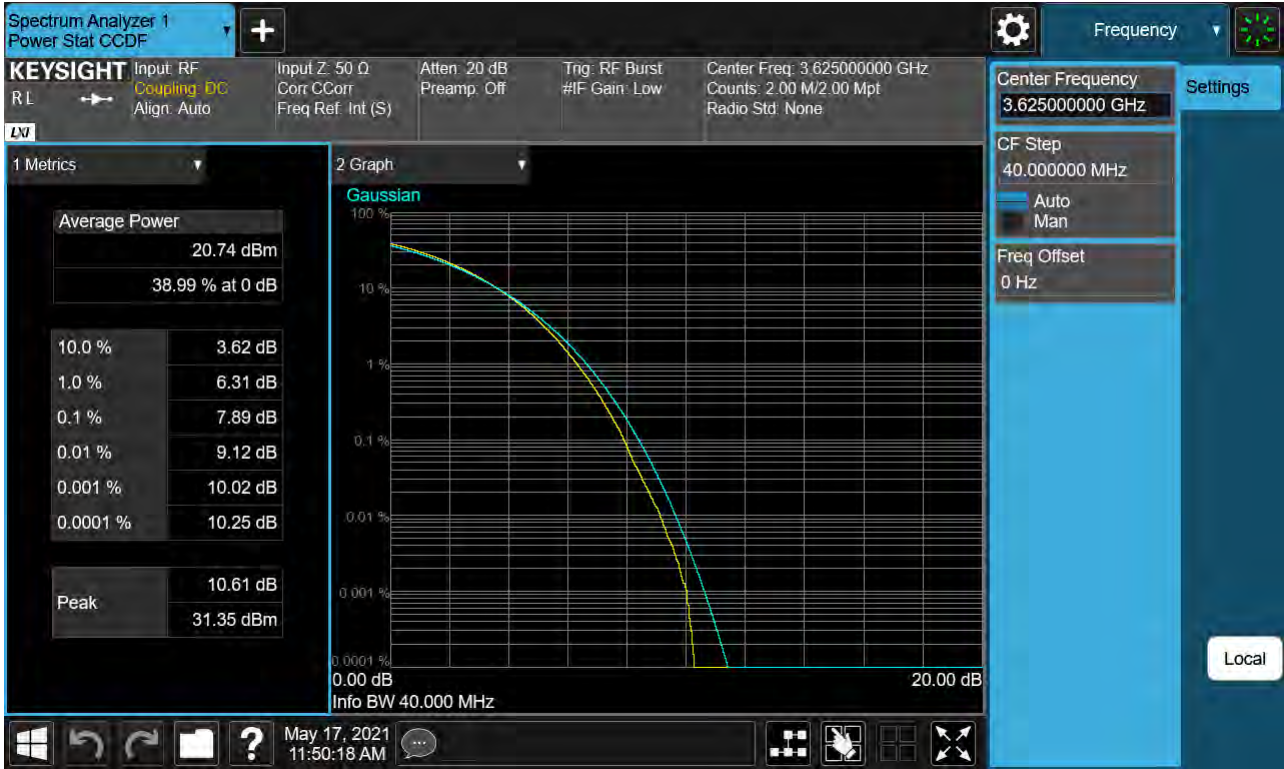 Spectrum Analyzer 1
Power Stat CCDF
Frequency
KEYSIGHT
R L
LXI
Input: RF
Coupling: DC
Align: Auto
Input Z: 50 Ω
Corr CCorr
Freq Ref: Int (S)
Atten: 20 dB
Preamp: Off
Trig: RF Burst
#IF Gain: Low
Center Freq: 3.625000000 GHz
Counts: 2.00 M/2.00 Mpt
Radio Std: None
Center Frequency
3.625000000 GHz
Settings
CF Step
40.000000 MHz
Auto
Man
Freq Offset
0 Hz
Local
1 Metrics
Average Power
20.74 dBm
38.99 % at 0 dB
10.0 % 3.62 dB
1.0 % 6.31 dB
0.1 % 7.89 dB
0.01 % 9.12 dB
0.001 % 10.02 dB
0.0001 % 10.25 dB
Peak
10.61 dB
31.35 dBm
2 Graph
Gaussian
100 %
10 %
1 %
0.1 %
0.01 %
0.001 %
0.0001 %
0.00 dB 20.00 dB
Info BW 40.000 MHz
?
May 17, 2021
11:50:18 AM